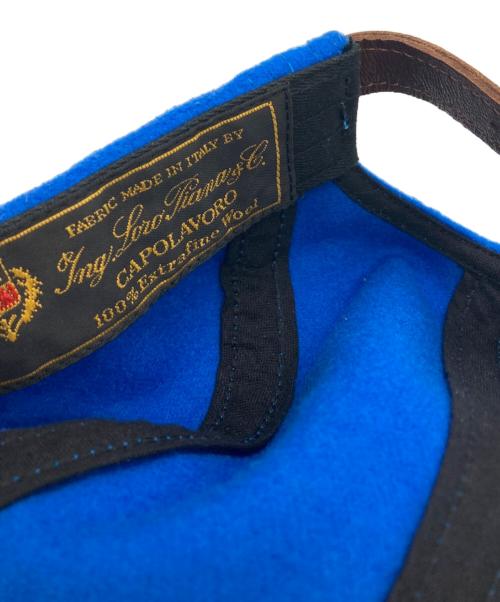 FABRIC MADE IN ITALY BY
Ing. Loro Piana & C.
CAPOLAVORO
100% Extrafine Wool